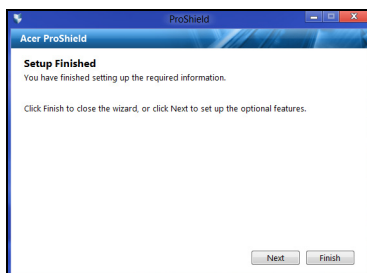 ProShield
Acer ProShield
Setup Finished
You have finished setting up the required information.
Click Finish to close the wizard, or click Next to set up the optional features.
Next Finish